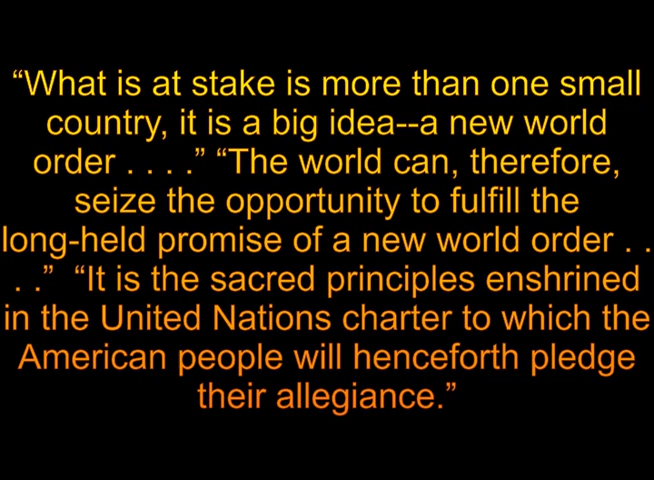 “What is at stake is more than one small
country, it is a big idea--a new world
order . . . .” “The world can, therefore,
seize the opportunity to fulfill the
long-held promise of a new world order . .
. .”  “It is the sacred principles enshrined
in the United Nations charter to which the
American people will henceforth pledge
their allegiance.”